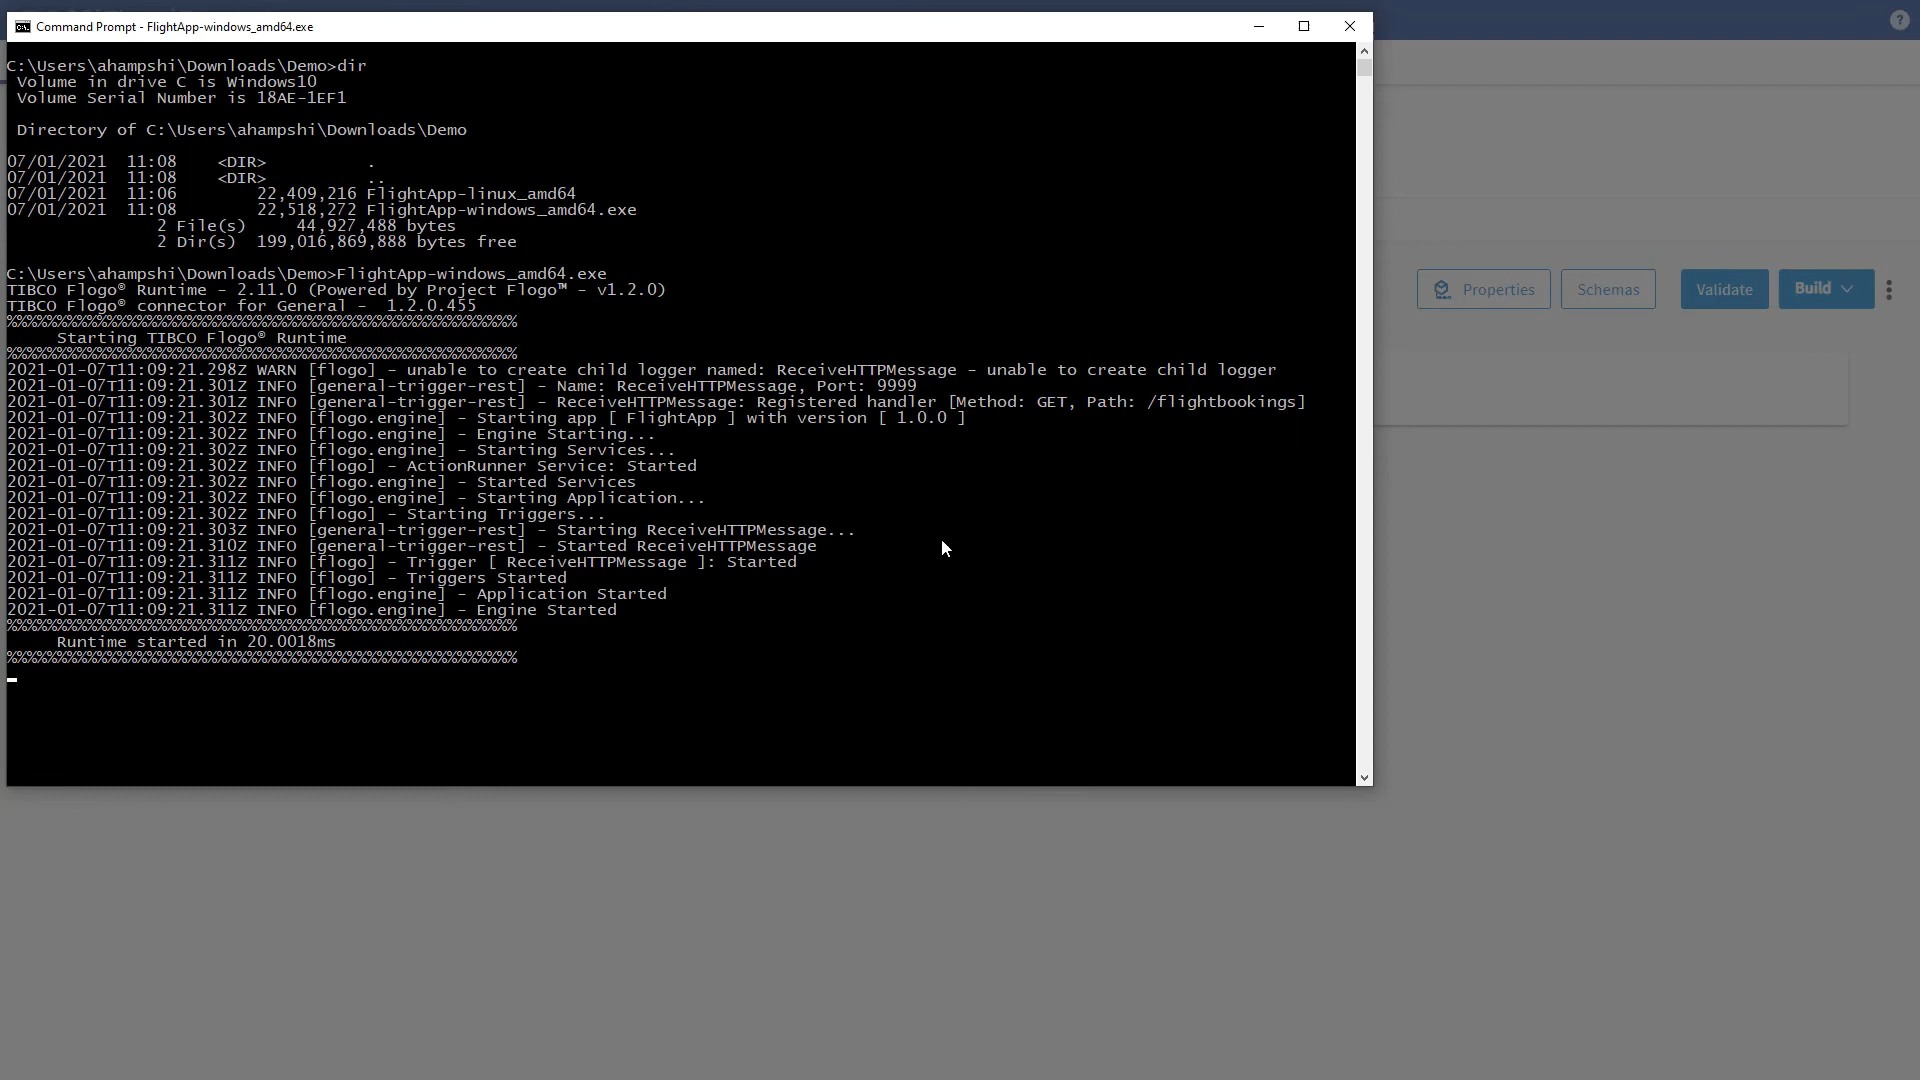 Command Prompt - FlightApp-windows_amd64.exe
?
C:\Users\ahampshi\Downloads\Demo>dir
Volume in drive C is Windows10
Volume Serial Number is 18AE-1EF1
Directory of C:\Users\ahampshi\Downloads\Demo
07/01/2021 11:08 <DIR> .
07/01/2021 11:08 <DIR> ..
07/01/2021 11:06 22,409,216 FlightApp-linux_amd64
07/01/2021 11:08 22,518,272 FlightApp-windows_amd64.exe
2 File(s) 44,927,488 bytes
2 Dir(s) 199,016,869,888 bytes free
C:\Users\ahampshi\Downloads\Demo>FlightApp-windows_amd64.exe
TIBCO Flogo® Runtime - 2.11.0 (Powered by Project Flogo™ - v1.2.0)
TIBCO Flogo® connector for General - 1.2.0.455
%%%%%%%%%%%%%%%%%%%%%%%%%%%%%%%%%%%%%%%%%%%%%%%%%%%
Starting TIBCO Flogo® Runtime
%%%%%%%%%%%%%%%%%%%%%%%%%%%%%%%%%%%%%%%%%%%%%%%%%%%
2021-01-07T11:09:21.298Z WARN [flogo] - unable to create child logger named: ReceiveHTTPMessage - unable to create child logger
2021-01-07T11:09:21.301Z INFO [general-trigger-rest] - Name: ReceiveHTTPMessage, Port: 9999
2021-01-07T11:09:21.301Z INFO [general-trigger-rest] - ReceiveHTTPMessage: Registered handler [Method: GET, Path: /flightbookings]
2021-01-07T11:09:21.302Z INFO [flogo.engine] - Starting app [ FlightApp ] with version [ 1.0.0 ]
2021-01-07T11:09:21.302Z INFO [flogo.engine] - Engine Starting...
2021-01-07T11:09:21.302Z INFO [flogo.engine] - Starting Services...
2021-01-07T11:09:21.302Z INFO [flogo] - ActionRunner Service: Started
2021-01-07T11:09:21.302Z INFO [flogo.engine] - Started Services
2021-01-07T11:09:21.302Z INFO [flogo.engine] - Starting Application...
2021-01-07T11:09:21.302Z INFO [flogo] - Starting Triggers...
2021-01-07T11:09:21.303Z INFO [general-trigger-rest] - Starting ReceiveHTTPMessage...
2021-01-07T11:09:21.310Z INFO [general-trigger-rest] - Started ReceiveHTTPMessage
2021-01-07T11:09:21.311Z INFO [flogo] - Trigger [ ReceiveHTTPMessage ]: Started
2021-01-07T11:09:21.311Z INFO [flogo] - Triggers Started
2021-01-07T11:09:21.311Z INFO [flogo.engine] - Application Started
2021-01-07T11:09:21.311Z INFO [flogo.engine] - Engine Started
%%%%%%%%%%%%%%%%%%%%%%%%%%%%%%%%%%%%%%%%%%%%%%%%%%%
Runtime started in 20.0018ms
%%%%%%%%%%%%%%%%%%%%%%%%%%%%%%%%%%%%%%%%%%%%%%%%%%%
Properties
Schemas
Validate
Build